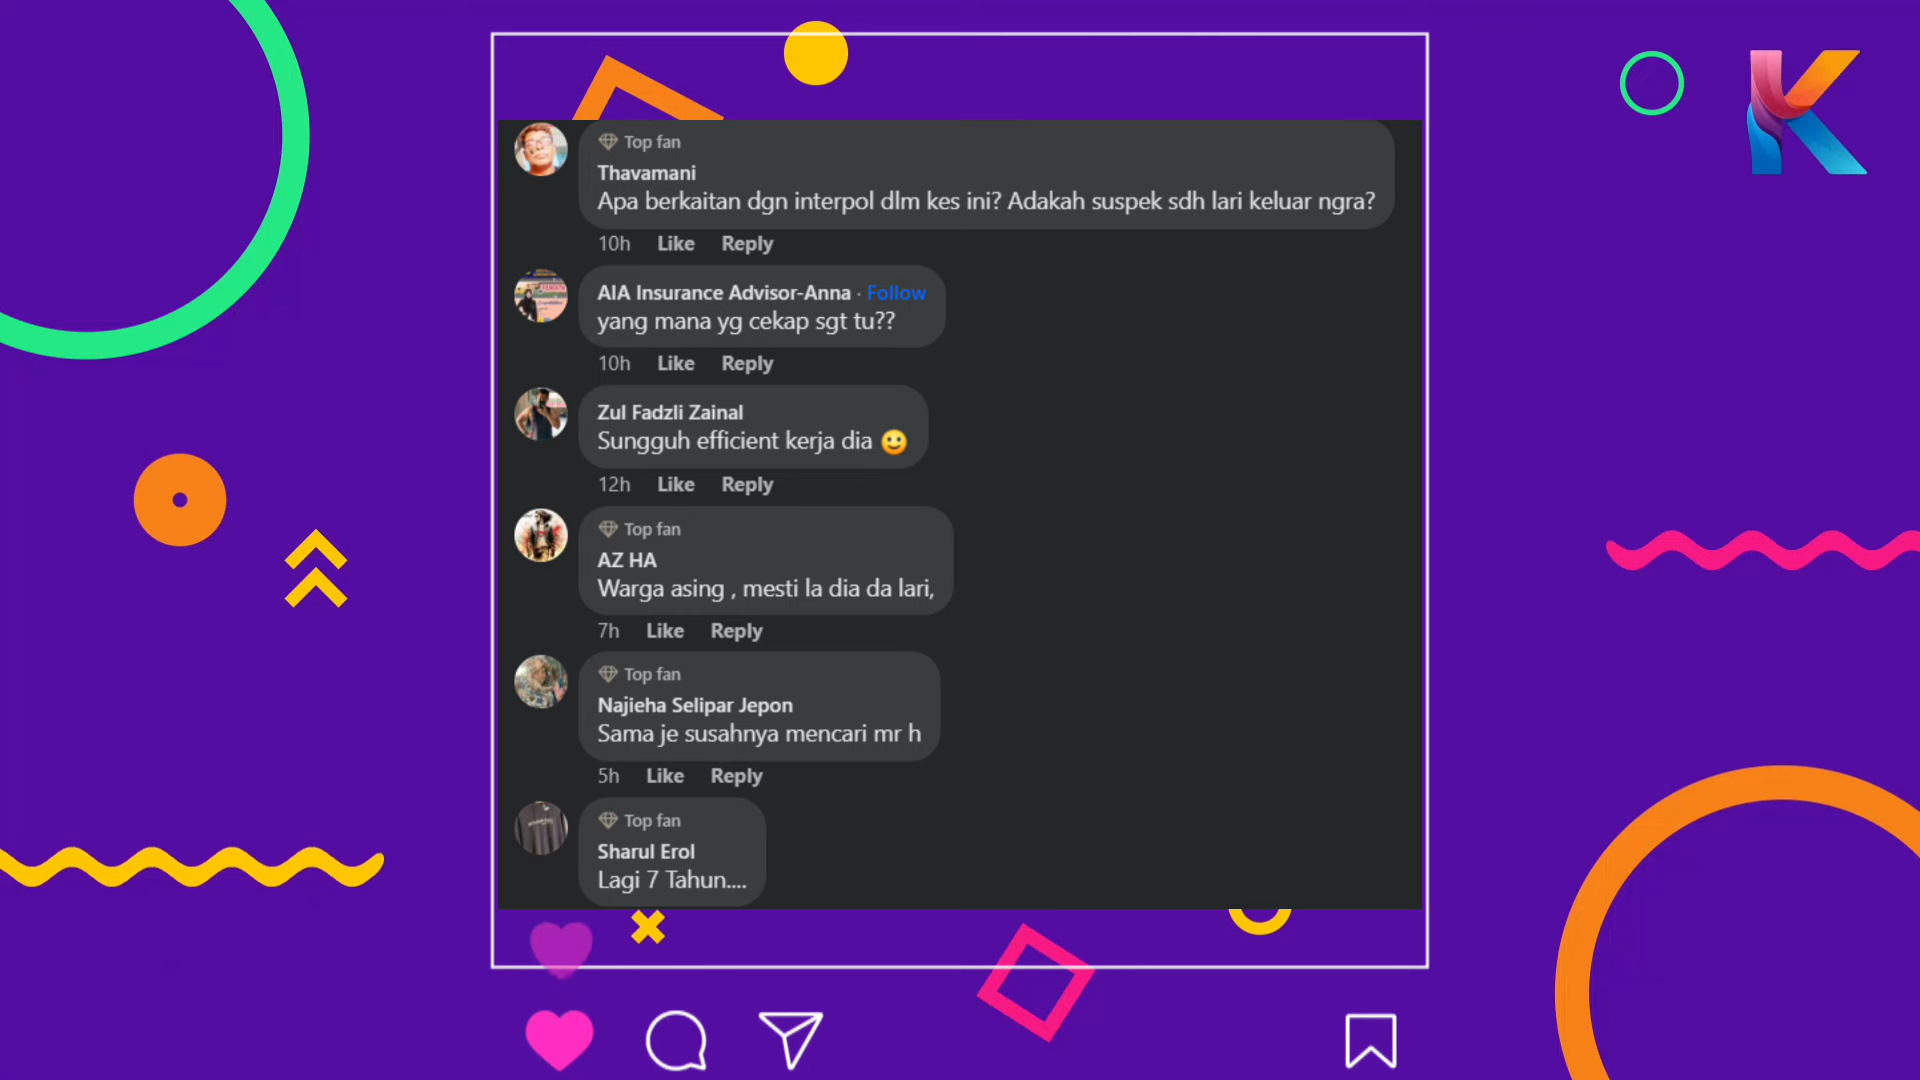 K
Top fan
Thavamani
Apa berkaitan dgn interpol dlm kes ini? Adakah suspek sdh lari keluar ngra?
10h Like Reply
AIA Insurance Advisor-Anna · Follow
yang mana yg cekap sgt tu??
10h Like Reply
Zul Fadzli Zainal
Sungguh efficient kerja dia 🙂
12h Like Reply
Top fan
AZ HA
Warga asing , mesti la dia da lari,
7h Like Reply
Top fan
Najieha Selipar Jepon
Sama je susahnya mencari mr h
5h Like Reply
Top fan
Sharul Erol
Lagi 7 Tahun....